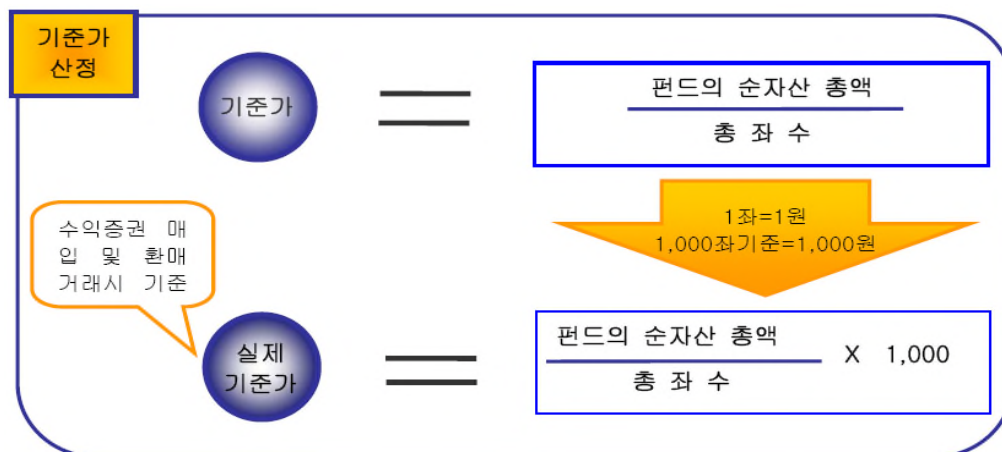 기준가
산정
기준가
펀드의 순자산 총액
총 좌 수
1좌=1원
1,000좌기준=1,000원
수익증권 매
입 및 환매
거래시 기준
실제
기준가
펀드의 순자산 총액
총 좌 수
X 1,000